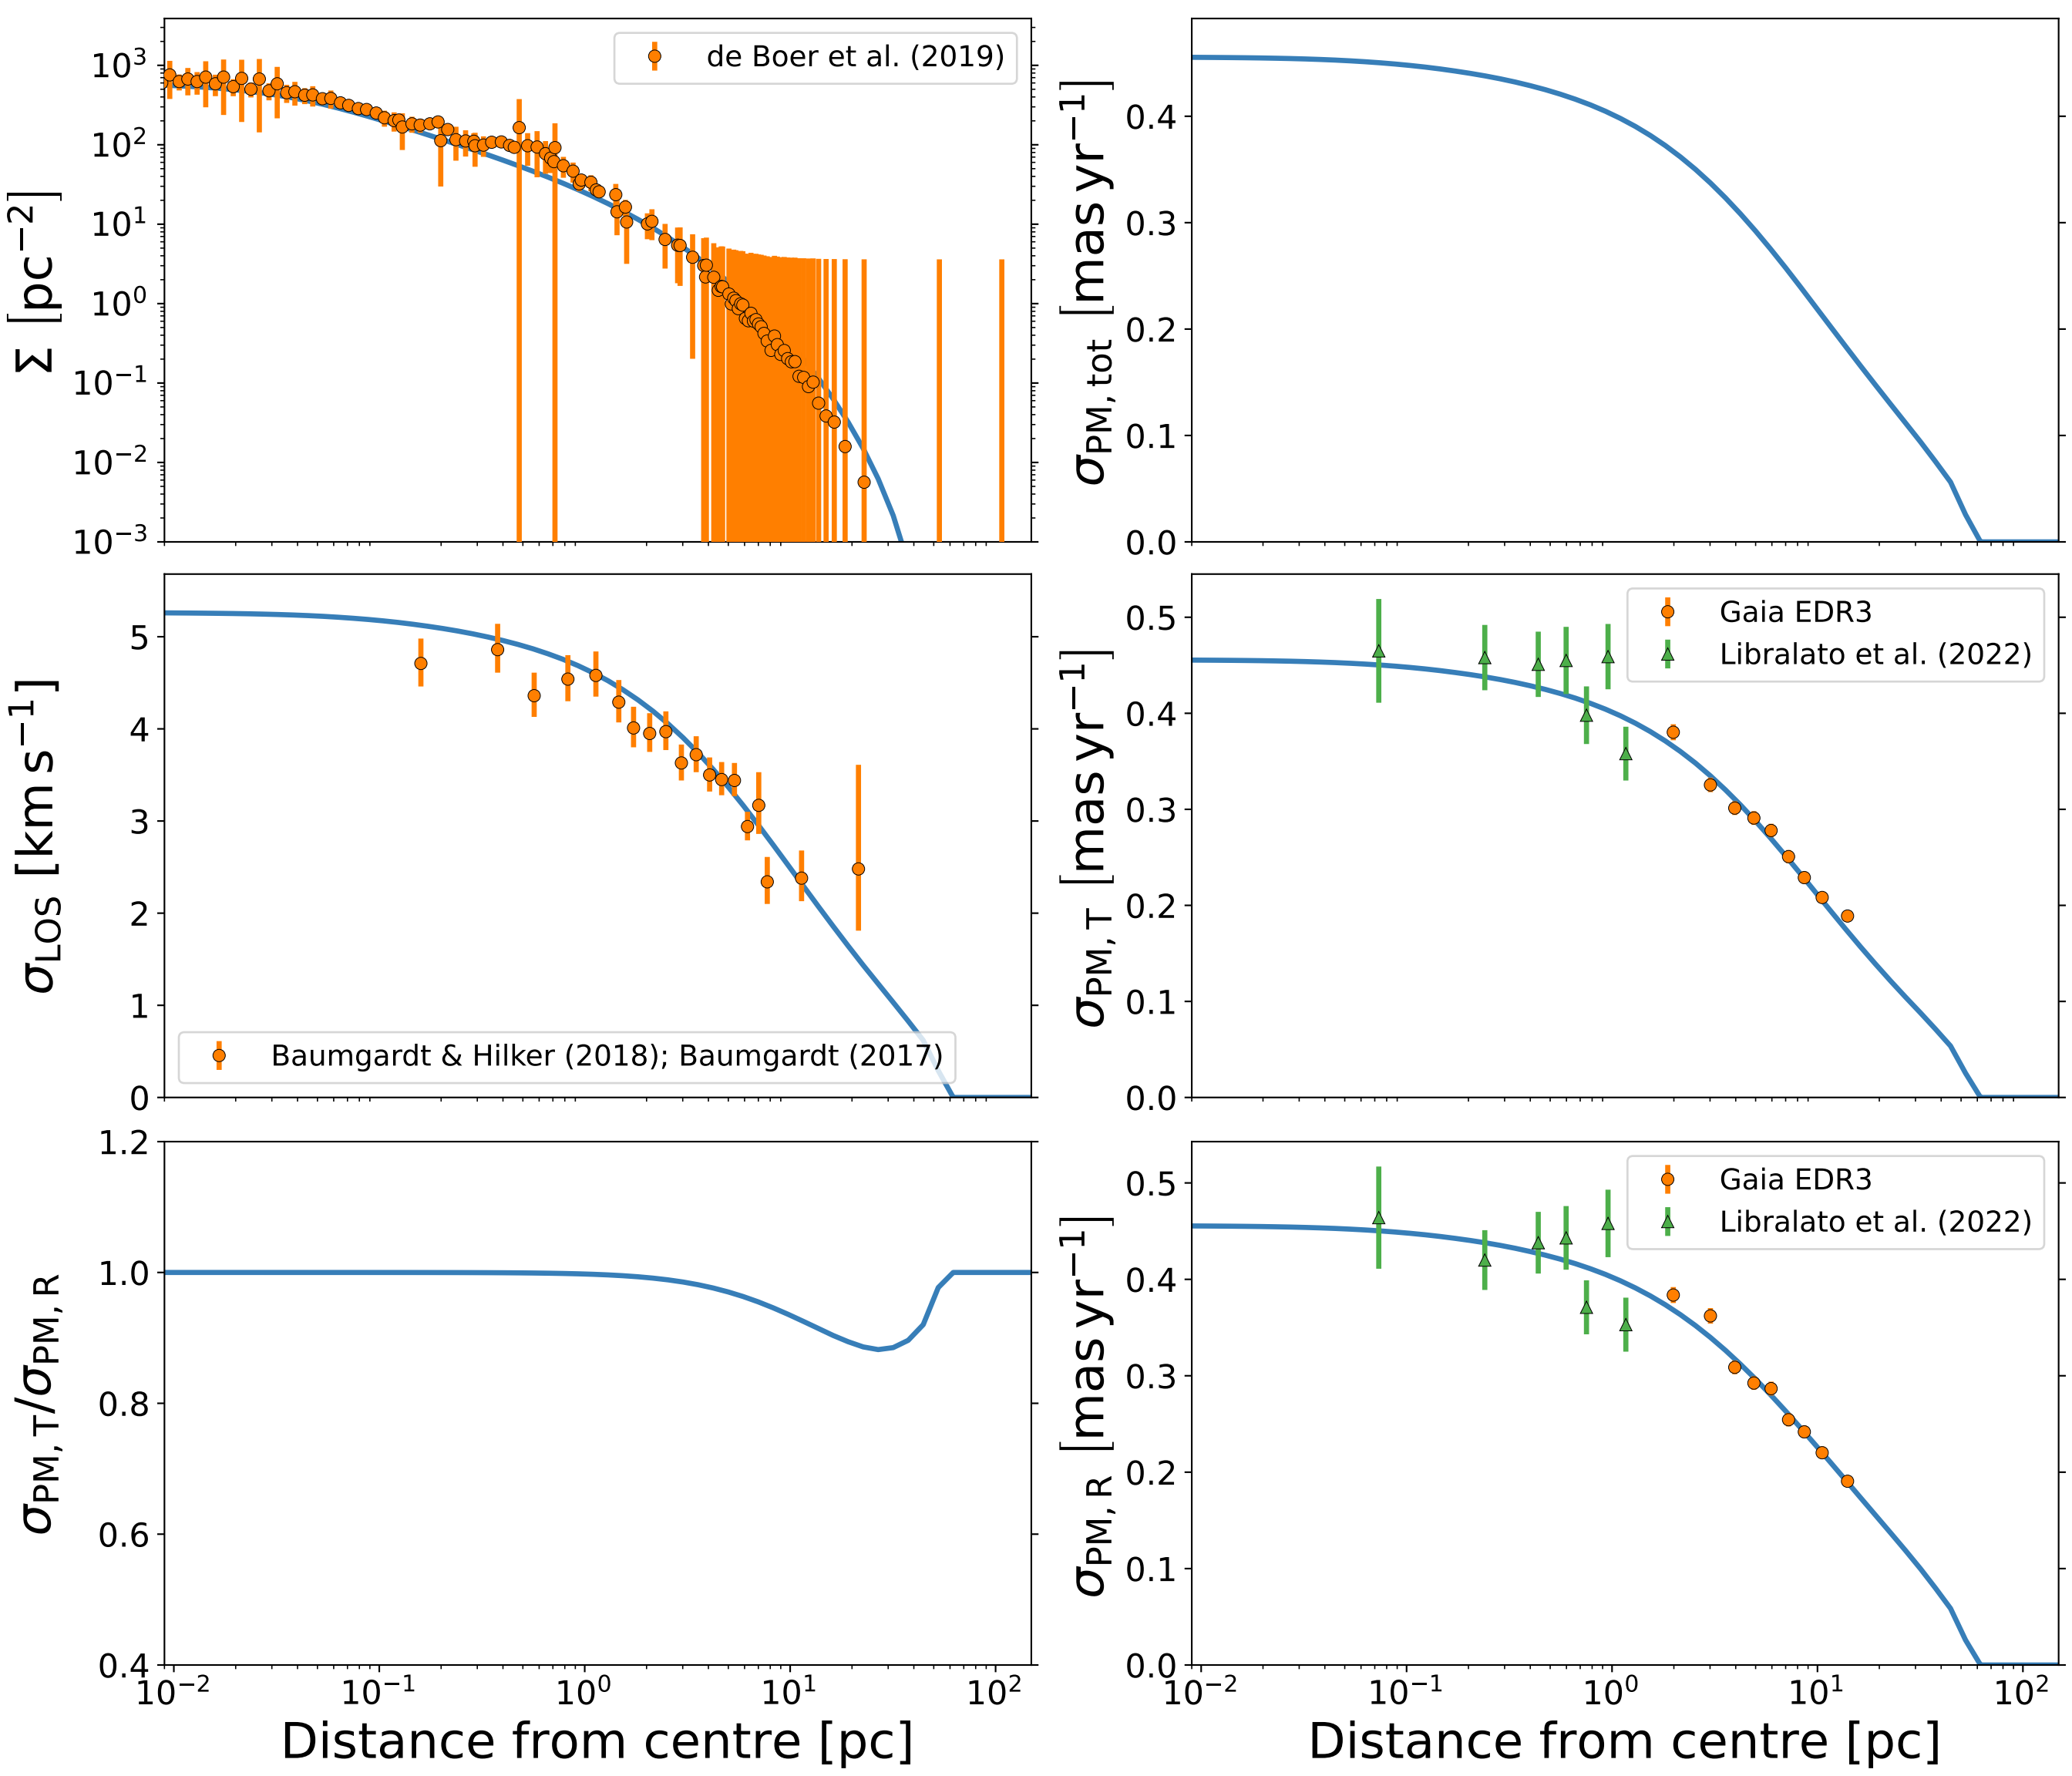 de Boer et al. (2019)
10³
10²
10¹
10⁰
10⁻¹
10⁻²
10⁻³
Σ [pc⁻²]
0.4
0.3
0.2
0.1
0.0
σPM, tot [mas yr⁻¹]
5
4
3
2
1
0
σLOS [km s⁻¹]
Baumgardt & Hilker (2018); Baumgardt (2017)
Gaia EDR3
Libralato et al. (2022)
0.5
0.4
0.3
0.2
0.1
0.0
σPM, T [mas yr⁻¹]
1.2
1.0
0.8
0.6
0.4
σPM, T/σPM, R
10⁻² 10⁻¹ 10⁰ 10¹ 10²
Distance from centre [pc]
Gaia EDR3
Libralato et al. (2022)
0.5
0.4
0.3
0.2
0.1
0.0
σPM, R [mas yr⁻¹]
10⁻² 10⁻¹ 10⁰ 10¹ 10²
Distance from centre [pc]